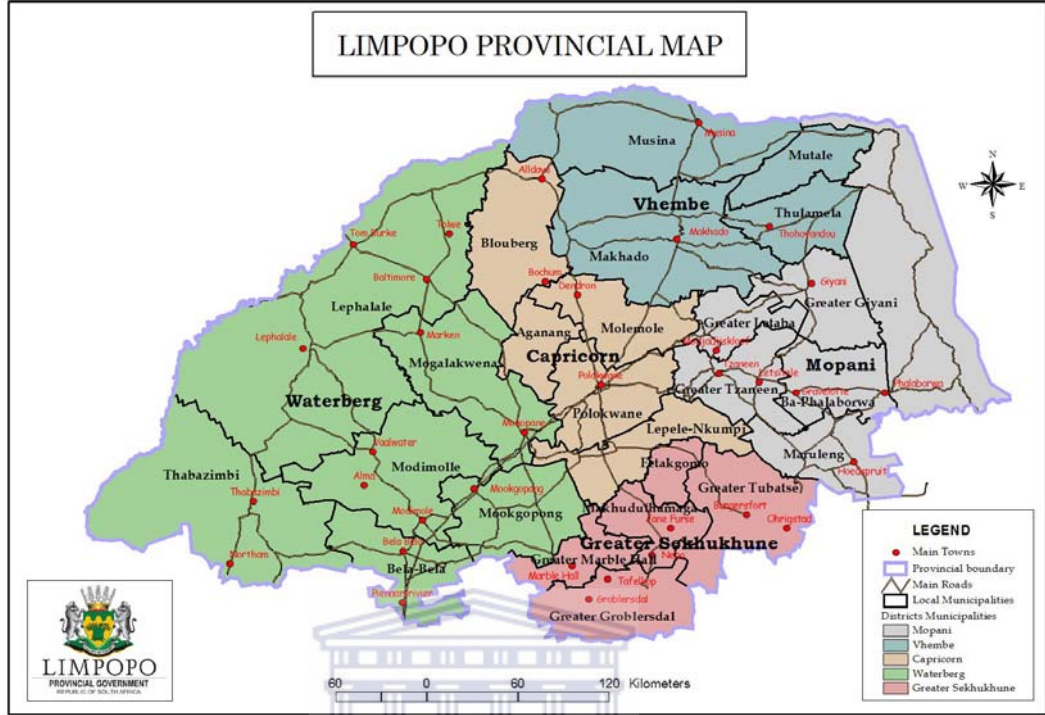 LIMPOPO PROVINCIAL MAP
Musina
Musina
Mutale
N
W E
S
Alldays
Vhembe
Thulamela
Thohoyandou
Tolwe
Tom Burke
Blouberg
Makhado
Makhado
Baltimore
Bochum
Dendron
Giyani
Greater Giyani
Lephalale
Marken
Aganang
Molemole
Greater Letaba
Modjadjiskloof
Lephalale
Mogalakwena
Capricorn
Mopani
Polokwane
Tzaneen
Letsitele
Greater Tzaneen
Gravelotte
Phalaborwa
Ba-Phalaborwa
Waterberg
Polokwane
Mogopane
Lepele-Nkumpi
Vaalwater
Maruleng
Hoedspruit
Thabazimbi
Modimolle
Fetakgomo
Greater Tubatse
Alma
Mookgopong
Thabazimbi
Mookgopong
Makhudulhamaga
Burgersfort
Modimole
Jane Furse
Ohrigstad
Greater Sekhukhune
Bela Bela
Nebo
Northam
Bela-Bela
Greater Marble Hall
Marble Hall
Tafelkop
Pienaarsrivier
Groblersdal
Greater Groblersdal
LEGEND
Main Towns
Provincial boundary
Main Roads
Local Municipalities
Districts Municipalities
Mopani
Vhembe
Capricorn
Waterberg
Greater Sekhukhune
LIMPOPO
PROVINCIAL GOVERNMENT
REPUBLIC OF SOUTH AFRICA
60 0 60 120 Kilometers